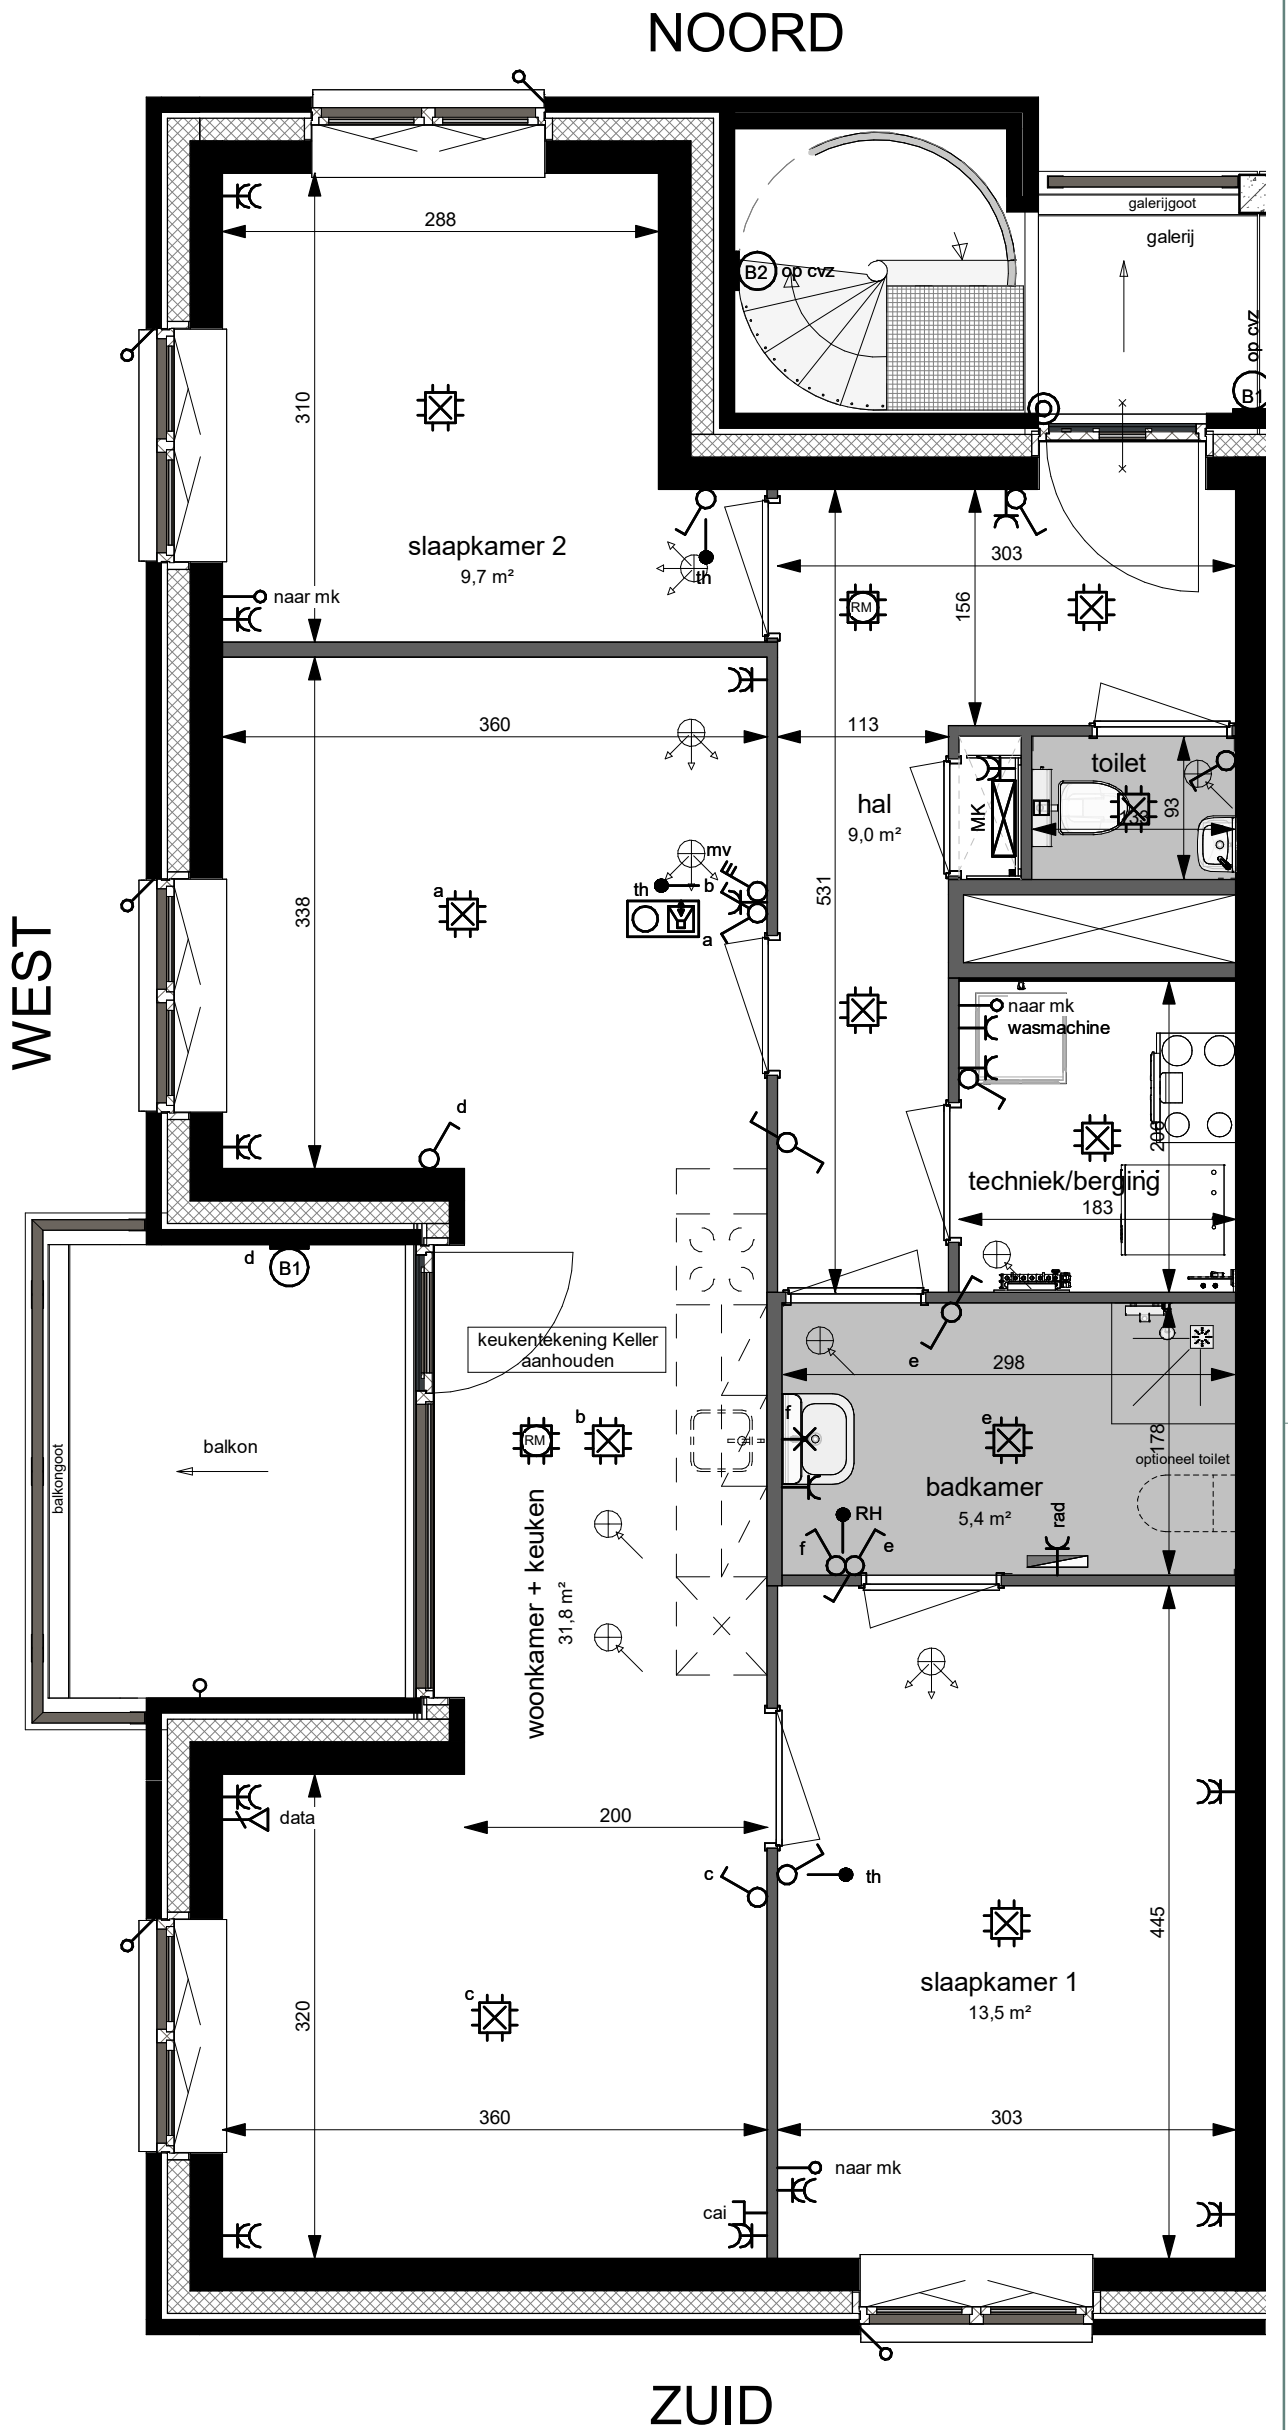 NOORD
galerijgoot
galerij
288
B2
op cvz
op cvz
B1
310
slaapkamer 2
9,7 m²
th
303
naar mk
RM
156
360
113
toilet
mv
hal
9,0 m²
MK
93
a
th
b
a
338
531
WEST
naar mk
wasmachine
d
techniek/berging
183
d
B1
keukentekening Keller
aanhouden
e
298
f
e
b
RM
balkon
balkongoot
178
optioneel toilet
badkamer
5,4 m²
RH
rad
f
e
woonkamer + keuken
31,8 m²
data
200
c
th
445
slaapkamer 1
13,5 m²
c
320
360
303
naar mk
cai
ZUID